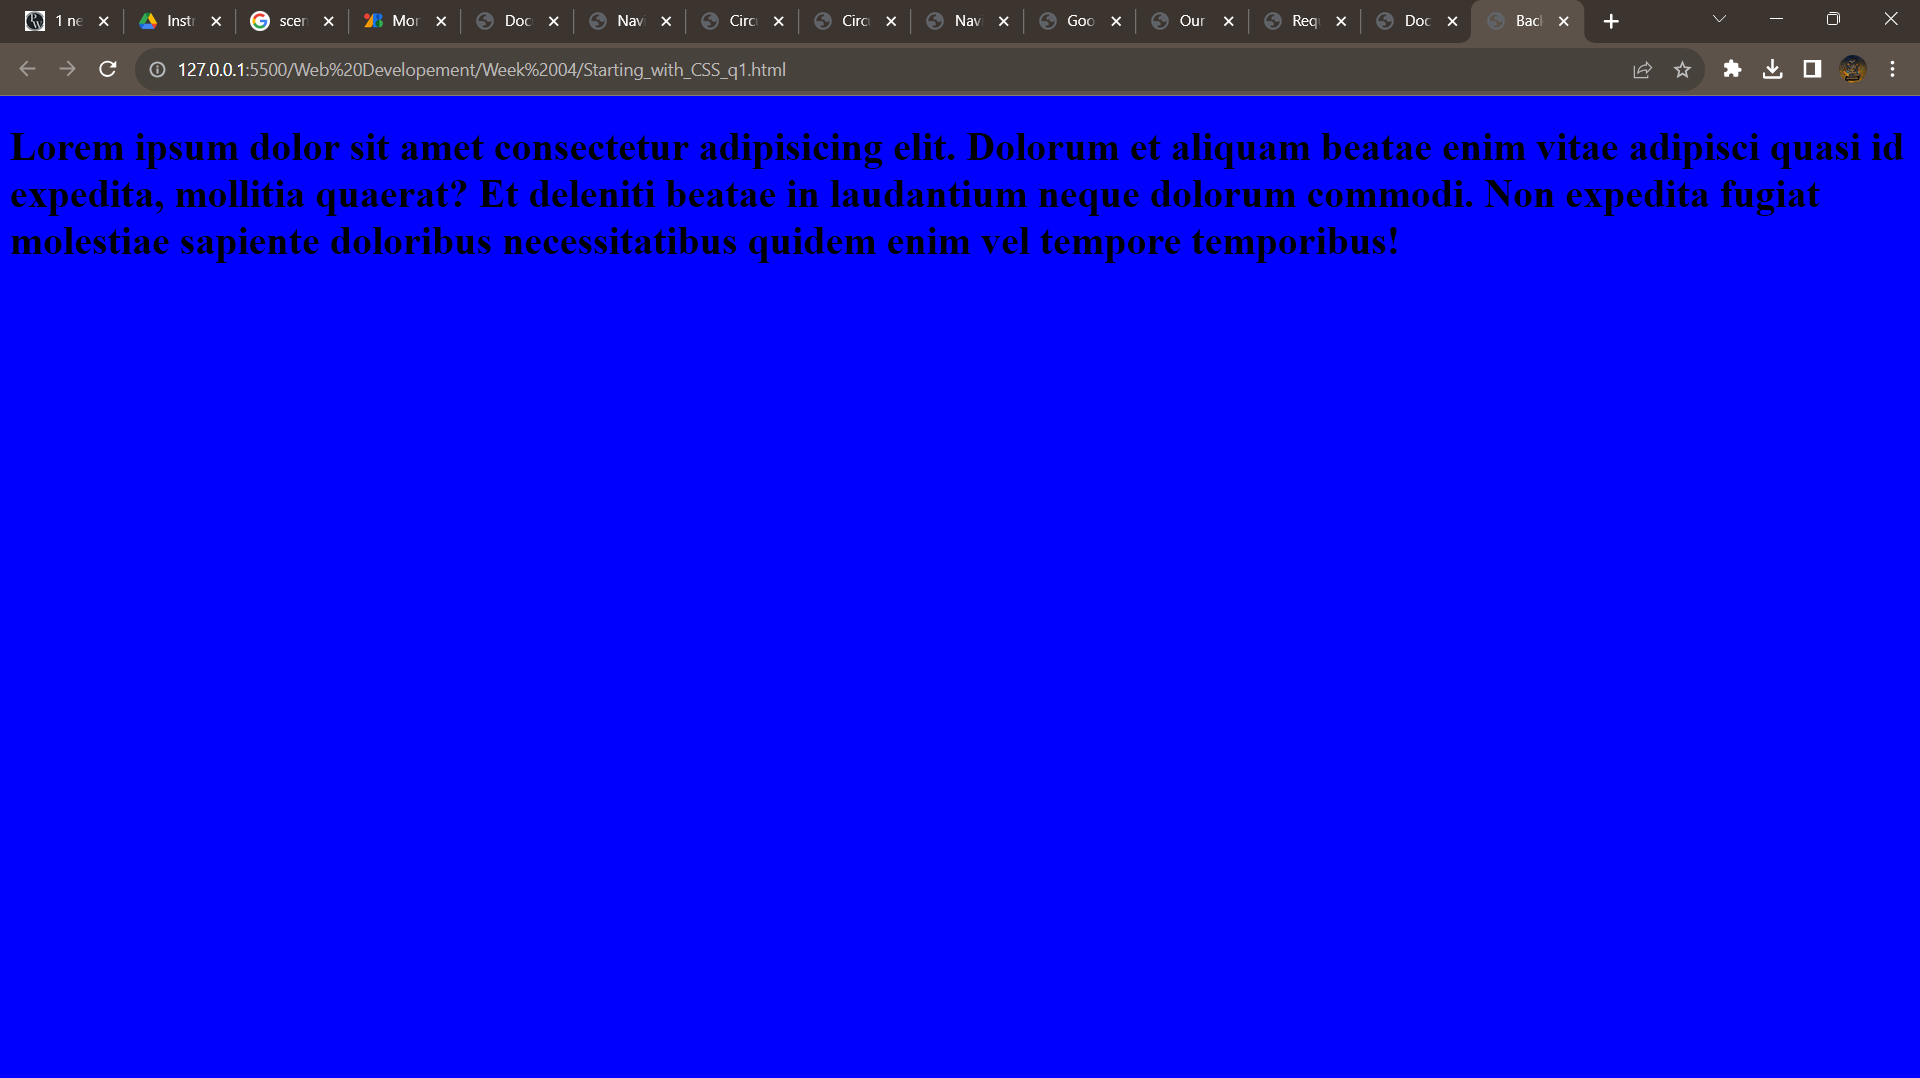 1 ne Inst scen Mor Doc Navi Circ Circ Navi Goo Our Req Doc Bac
127.0.0.1:5500/Web%20Developement/Week%2004/Starting_with_CSS_q1.html
Lorem ipsum dolor sit amet consectetur adipisicing elit. Dolorum et aliquam beatae enim vitae adipisci quasi id
expedita, mollitia quaerat? Et deleniti beatae in laudantium neque dolorum commodi. Non expedita fugiat
molestiae sapiente doloribus necessitatibus quidem enim vel tempore temporibus!